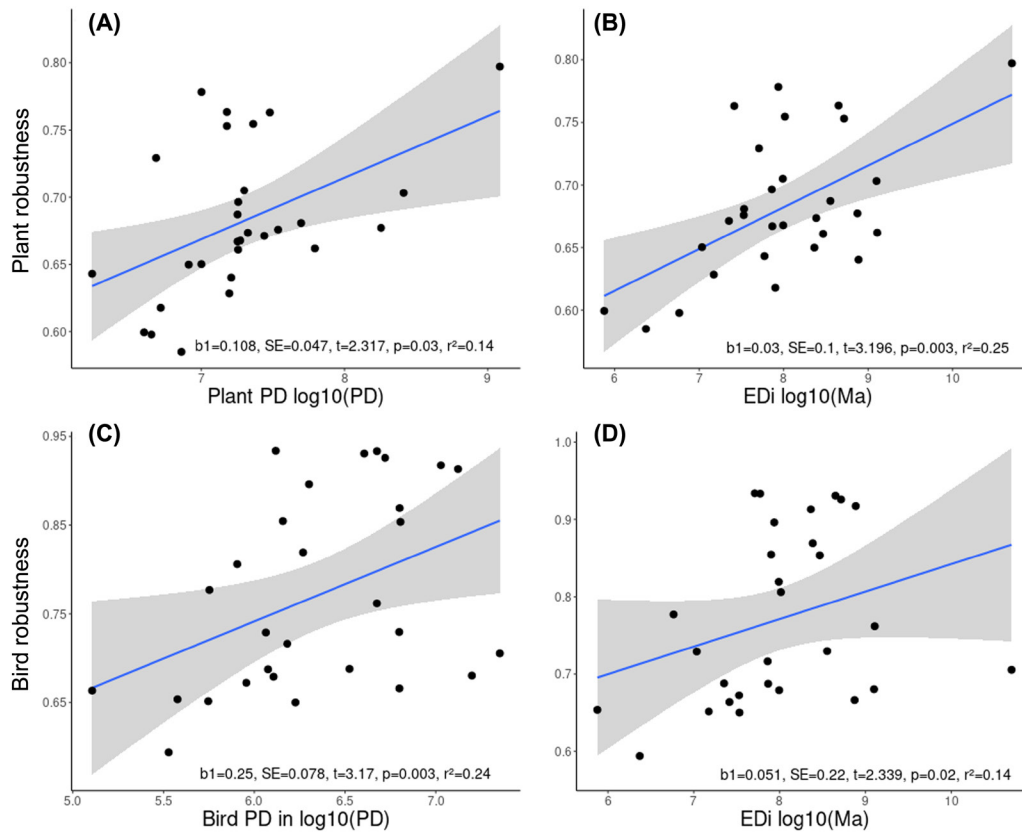 (A)
Plant robustness
0.80
0.75
0.70
0.65
0.60
b1=0.108, SE=0.047, t=2.317, p=0.03, r²=0.14
7 8 9
Plant PD log10(PD)
(B)
0.80
0.75
0.70
0.65
0.60
b1=0.03, SE=0.1, t=3.196, p=0.003, r²=0.25
6 7 8 9 10
EDi log10(Ma)
(C)
Bird robustness
0.95
0.85
0.75
0.65
b1=0.25, SE=0.078, t=3.17, p=0.003, r²=0.24
5.0 5.5 6.0 6.5 7.0
Bird PD in log10(PD)
(D)
1.0
0.9
0.8
0.7
0.6
b1=0.051, SE=0.22, t=2.339, p=0.02, r²=0.14
6 7 8 9 10
EDi log10(Ma)